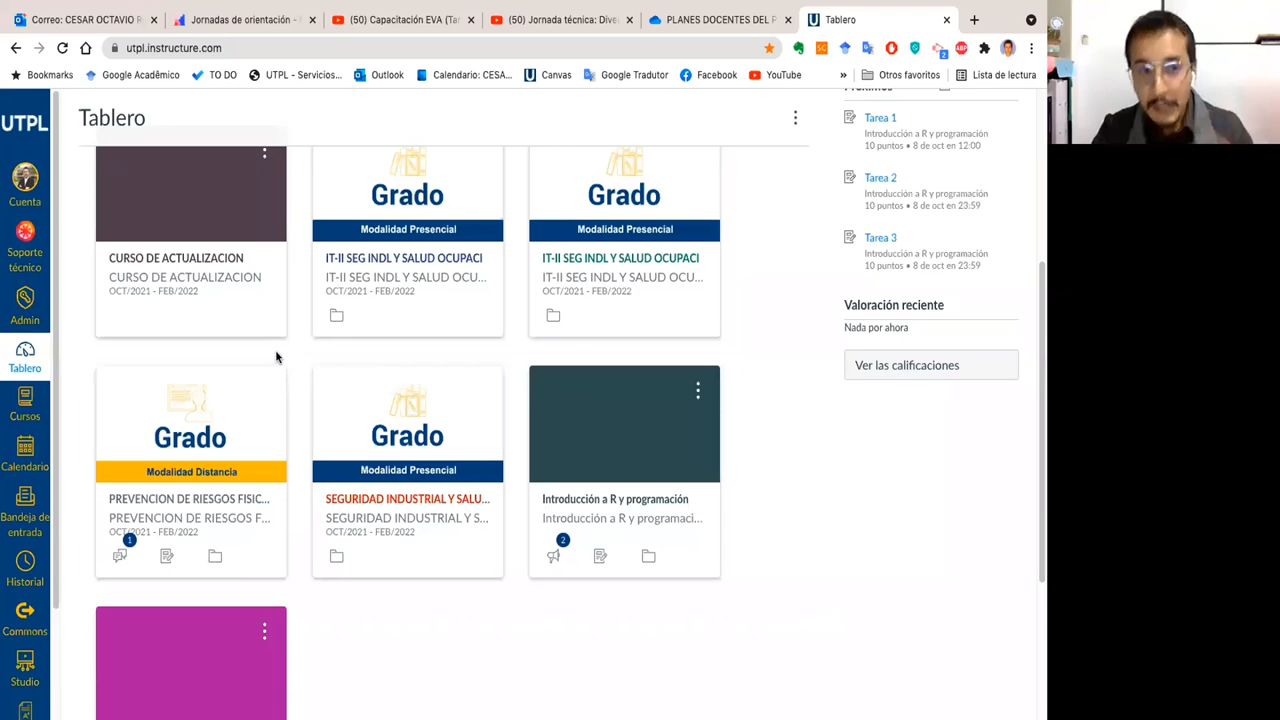 Correo: CESAR OCTAVIO R
Jornadas de orientación -
(50) Capacitación EVA (Tar
(50) Jornada técnica: Dive
PLANES DOCENTES DEL P
Tablero
utpl.instructure.com
2
ABP
Bookmarks
Google Acadêmico
TO DO
UTPL - Servicios...
Outlook
Calendario: CESA...
Canvas
Google Tradutor
Facebook
YouTube
»
Otros favoritos
Lista de lectura
UTPL
Cuenta
Soporte
técnico
Admin
Tablero
Cursos
Calendario
Bandeja de
entrada
Historial
Commons
Studio
Tablero
CURSO DE ACTUALIZACION
CURSO DE ACTUALIZACION
OCT/2021 - FEB/2022
Grado
Modalidad Presencial
IT-II SEG INDL Y SALUD OCUPACI
IT-II SEG INDL Y SALUD OCU...
OCT/2021 - FEB/2022
Grado
Modalidad Presencial
IT-II SEG INDL Y SALUD OCUPACI
IT-II SEG INDL Y SALUD OCU...
OCT/2021 - FEB/2022
Grado
Modalidad Distancia
PREVENCION DE RIESGOS FISIC...
PREVENCION DE RIESGOS F...
OCT/2021 - FEB/2022
1
Grado
Modalidad Presencial
SEGURIDAD INDUSTRIAL Y SALU...
SEGURIDAD INDUSTRIAL Y S...
OCT/2021 - FEB/2022
Introducción a R y programación
Introducción a R y programaci...
2
Próximos
Tarea 1
Introducción a R y programación
10 puntos • 8 de oct en 12:00
Tarea 2
Introducción a R y programación
10 puntos • 8 de oct en 23:59
Tarea 3
Introducción a R y programación
10 puntos • 8 de oct en 23:59
Valoración reciente
Nada por ahora
Ver las calificaciones